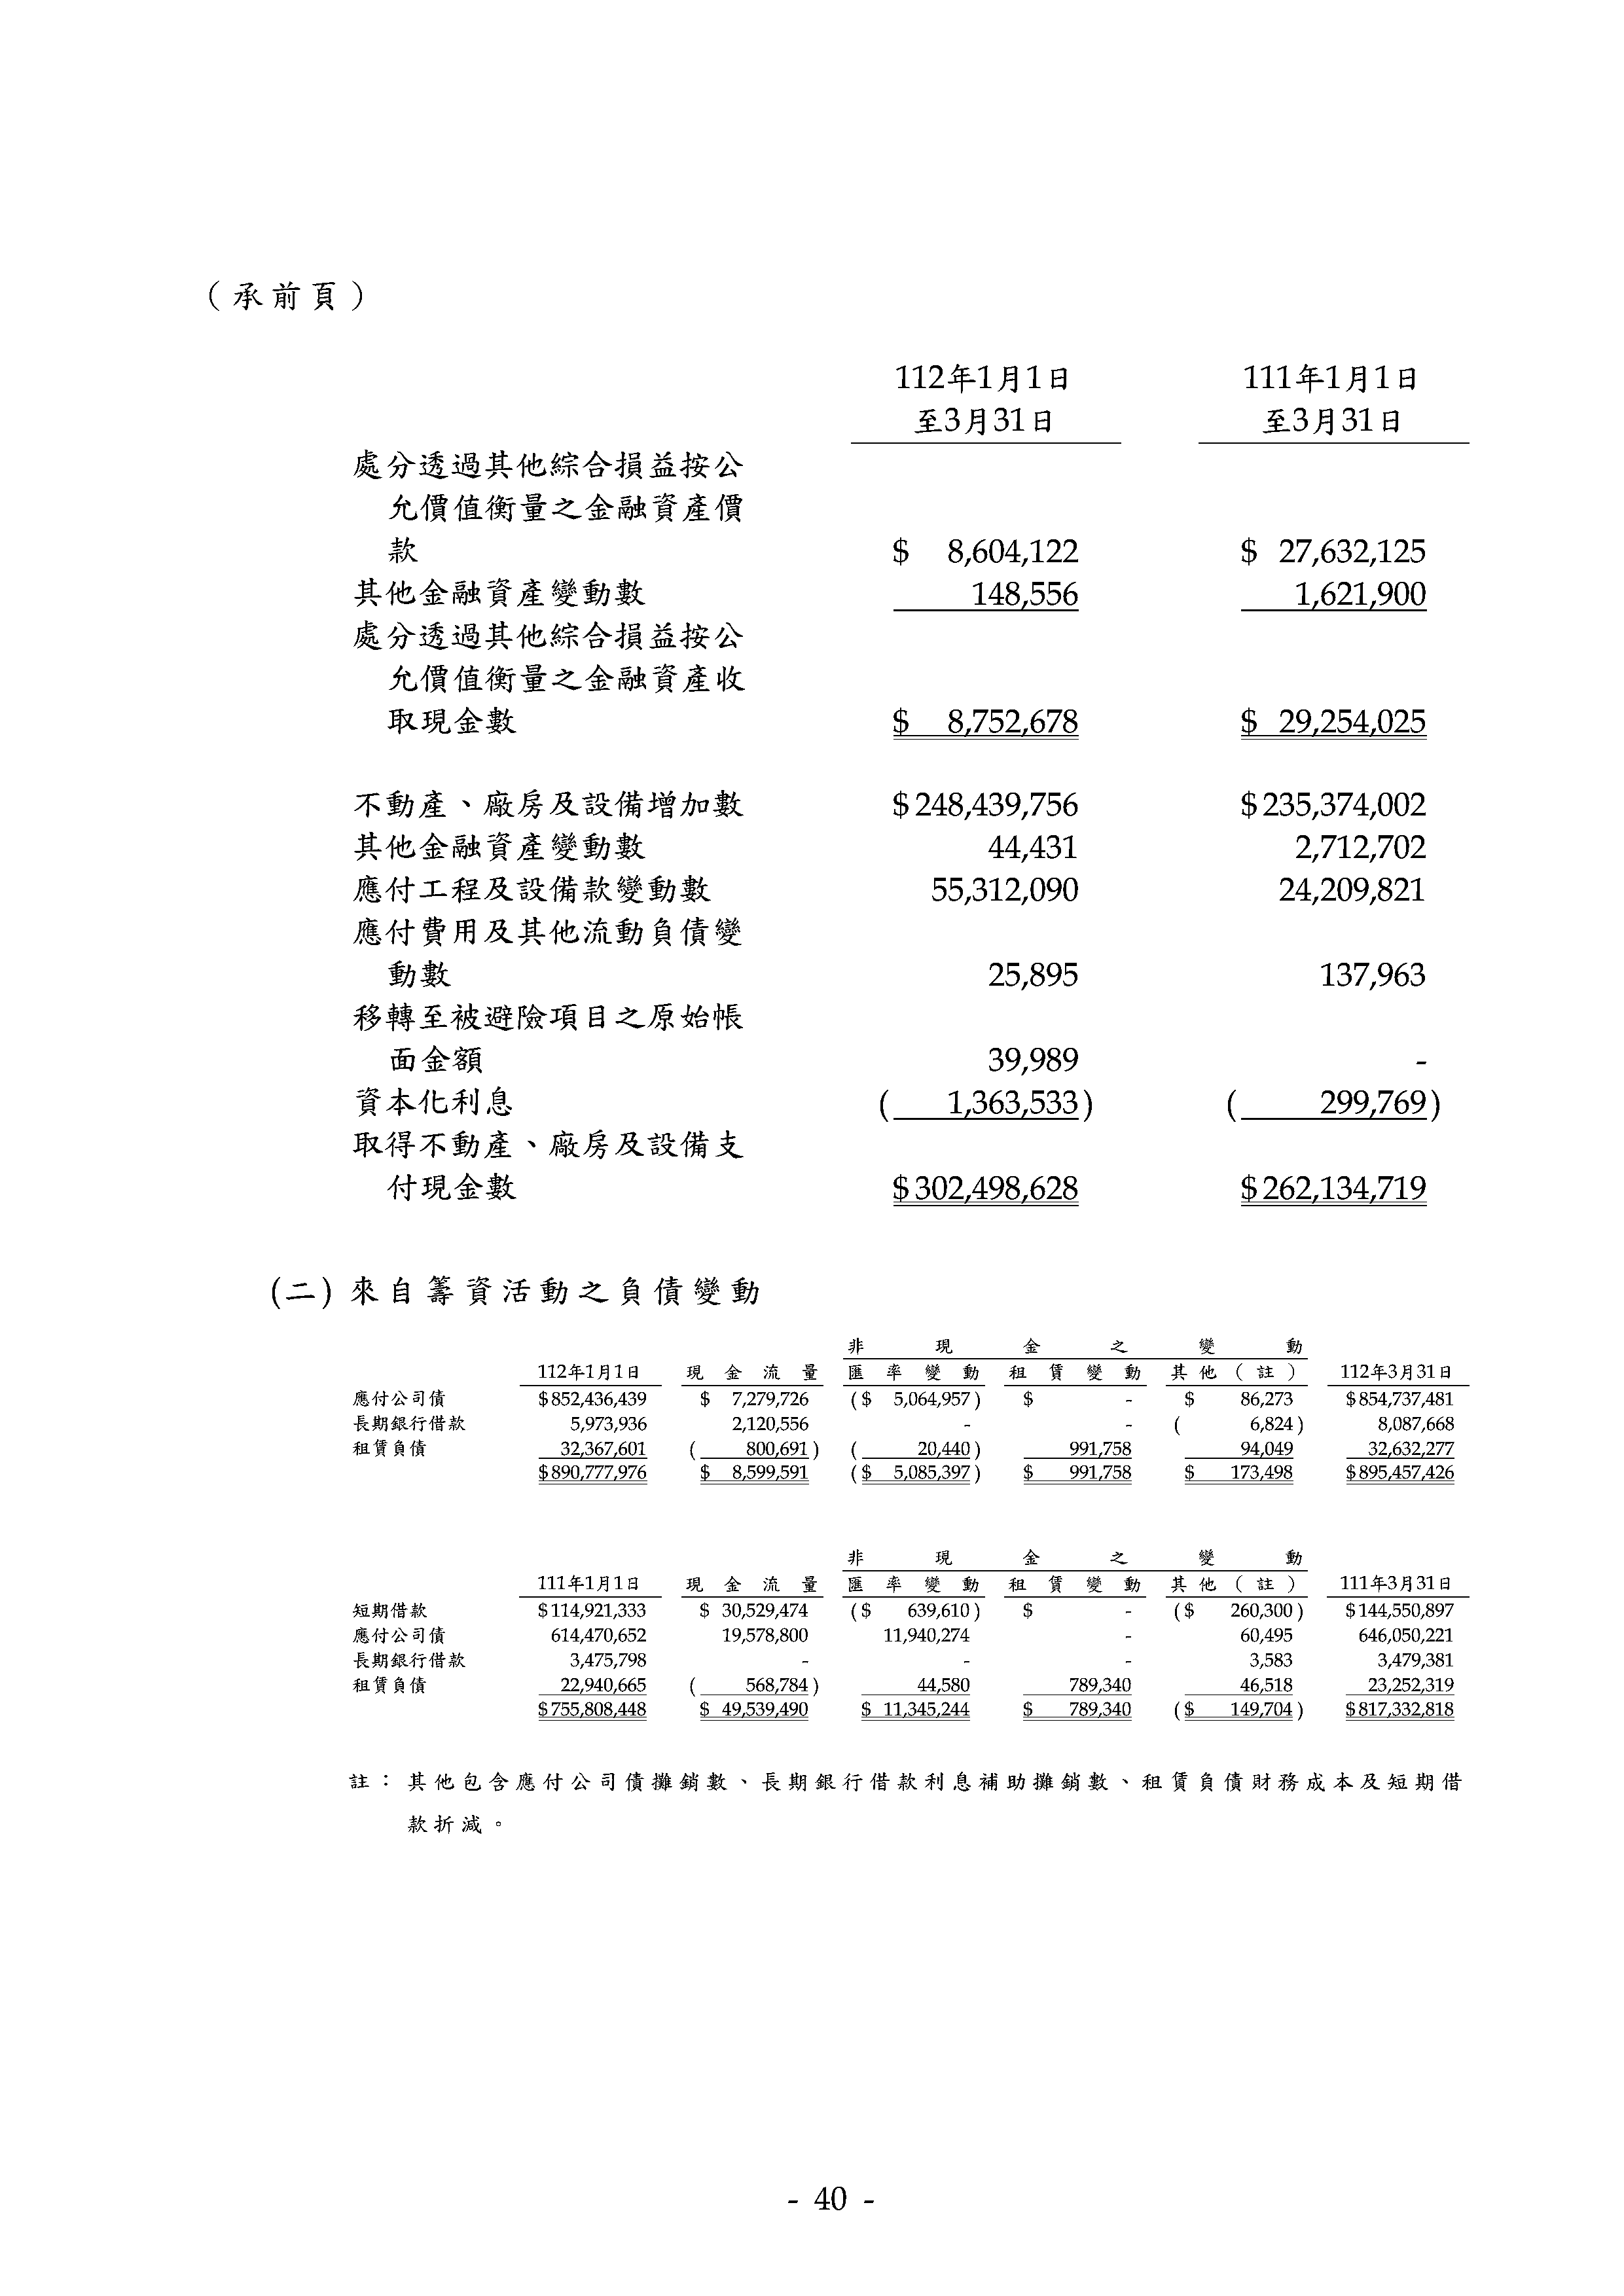 （承前頁）
112年1月1日 111年1月1日
至3月31日 至3月31日
處分透過其他綜合損益按公
允價值衡量之金融資產價
款 $ 8,604,122 $ 27,632,125
其他金融資產變動數 148,556 1,621,900
處分透過其他綜合損益按公
允價值衡量之金融資產收
取現金數 $ 8,752,678 $ 29,254,025
不動產、廠房及設備增加數 $248,439,756 $235,374,002
其他金融資產變動數 44,431 2,712,702
應付工程及設備款變動數 55,312,090 24,209,821
應付費用及其他流動負債變
動數 25,895 137,963
移轉至被避險項目之原始帳
面金額 39,989 -
資本化利息 ( 1,363,533) ( 299,769)
取得不動產、廠房及設備支
付現金數 $302,498,628 $262,134,719
(二) 來自籌資活動之負債變動
非現金之變動
112年1月1日 現金流量 匯率變動 租賃變動 其他（註） 112年3月31日
應付公司債 $852,436,439 $ 7,279,726 ($ 5,064,957) $ - $ 86,273 $854,737,481
長期銀行借款 5,973,936 2,120,556 - - ( 6,824) 8,087,668
租賃負債 32,367,601 ( 800,691) ( 20,440) 991,758 94,049 32,632,277
$890,777,976 $ 8,599,591 ($ 5,085,397) $ 991,758 $ 173,498 $895,457,426
非現金之變動
111年1月1日 現金流量 匯率變動 租賃變動 其他（註） 111年3月31日
短期借款 $114,921,333 $ 30,529,474 ($ 639,610) $ - ($ 260,300) $144,550,897
應付公司債 614,470,652 19,578,800 11,940,274 - 60,495 646,050,221
長期銀行借款 3,475,798 - - - 3,583 3,479,381
租賃負債 22,940,665 ( 568,784) 44,580 789,340 46,518 23,252,319
$755,808,448 $ 49,539,490 $ 11,345,244 $ 789,340 ($ 149,704) $817,332,818
註：其他包含應付公司債攤銷數、長期銀行借款利息補助攤銷數、租賃負債財務成本及短期借
款折減。
- 40 -